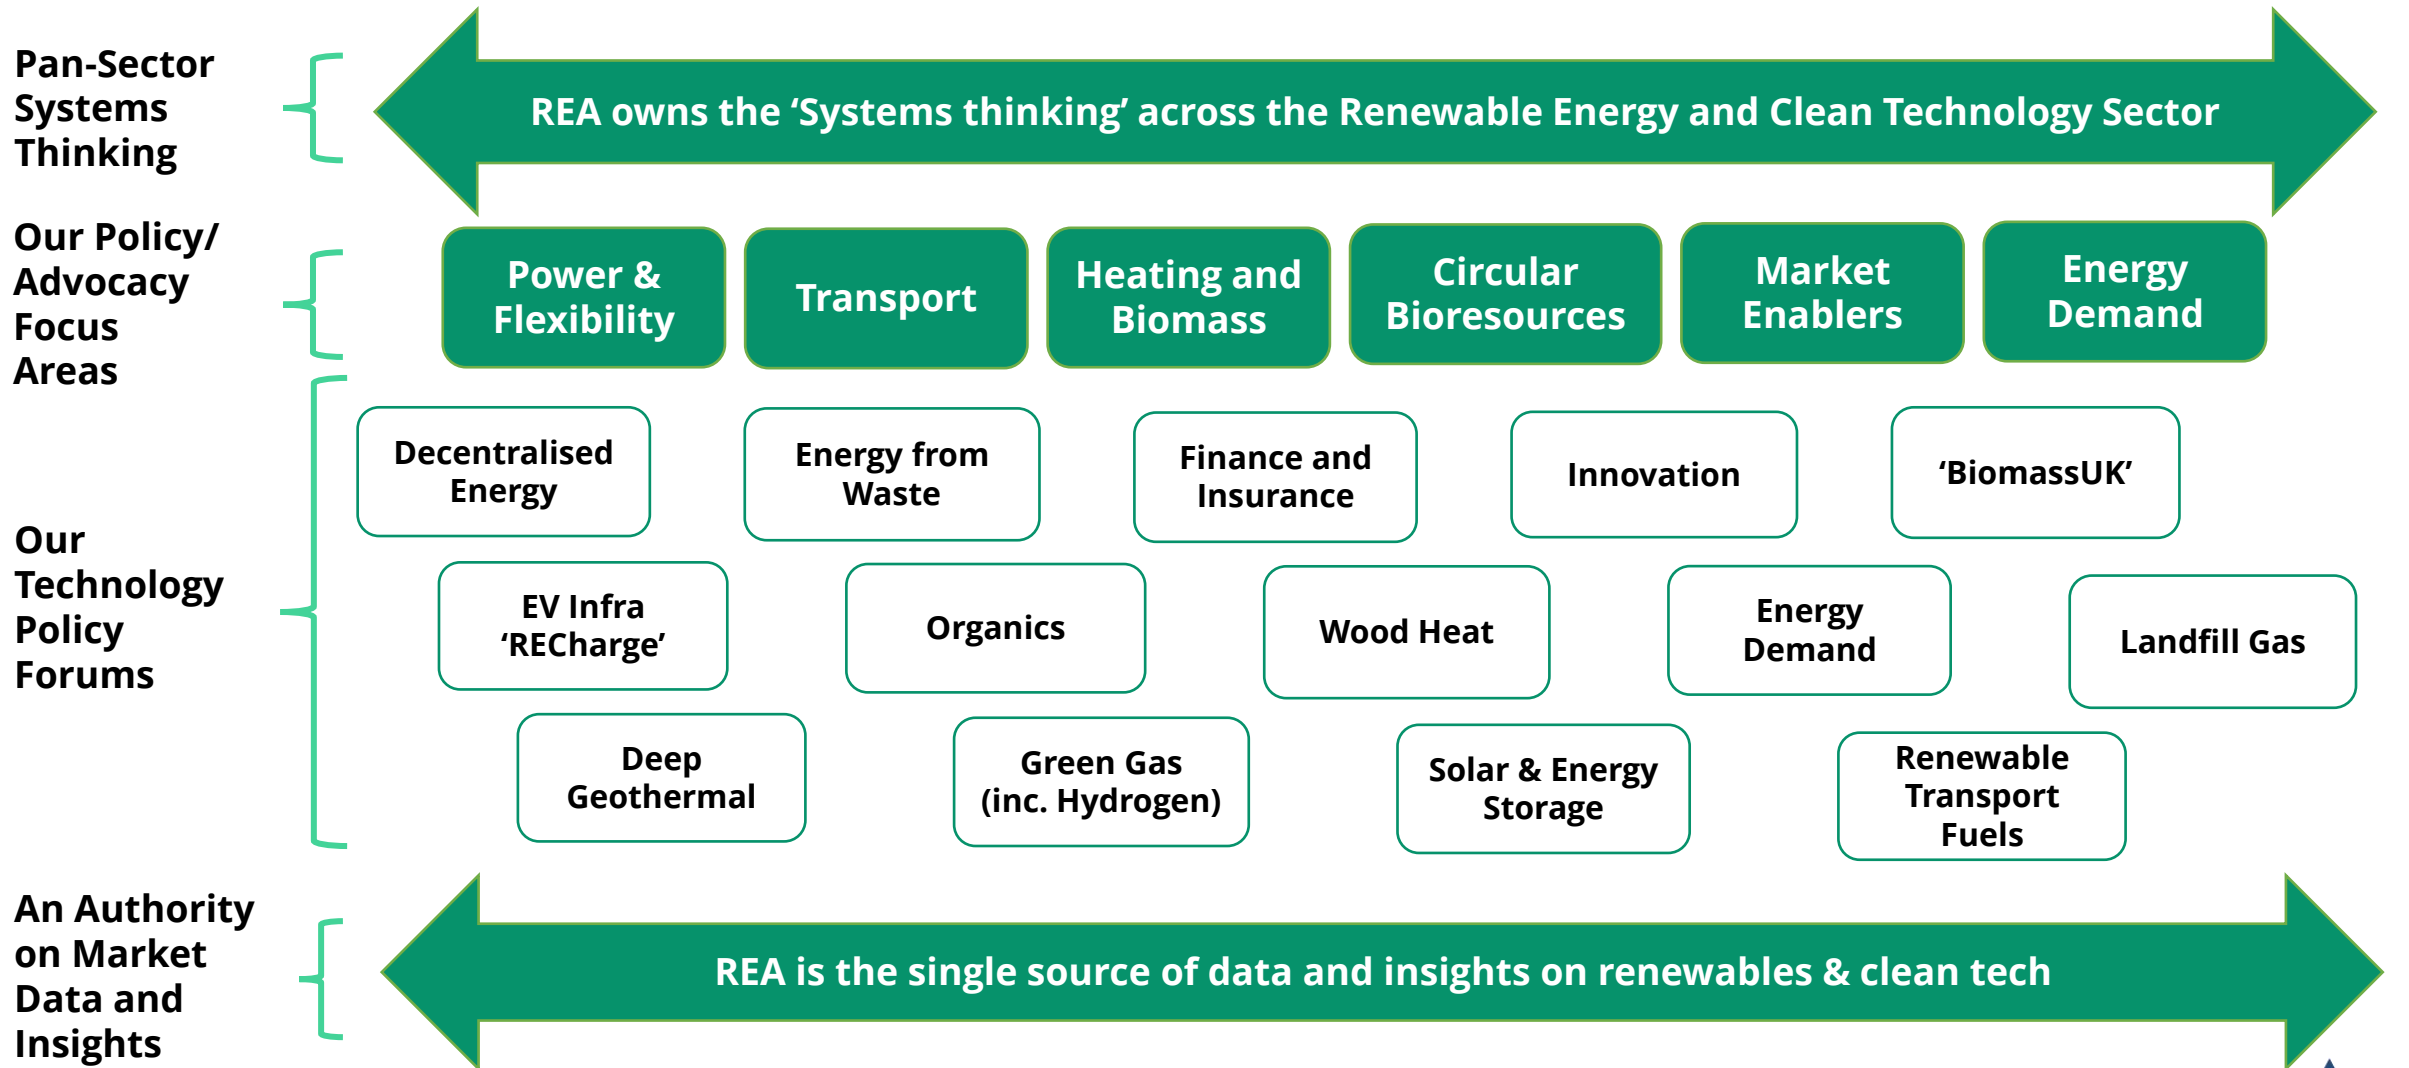 Pan-Sector
Systems
Thinking
REA owns the ‘Systems thinking’ across the Renewable Energy and Clean Technology Sector
Our Policy/
Advocacy
Focus
Areas
Power &
Flexibility
Transport
Heating and
Biomass
Circular
Bioresources
Market
Enablers
Energy
Demand
Our
Technology
Policy
Forums
Decentralised
Energy
Energy from
Waste
Finance and
Insurance
Innovation
‘BiomassUK’
EV Infra
‘RECharge’
Organics
Wood Heat
Energy
Demand
Landfill Gas
Deep
Geothermal
Green Gas
(inc. Hydrogen)
Solar & Energy
Storage
Renewable
Transport
Fuels
An Authority
on Market
Data and
Insights
REA is the single source of data and insights on renewables & clean tech